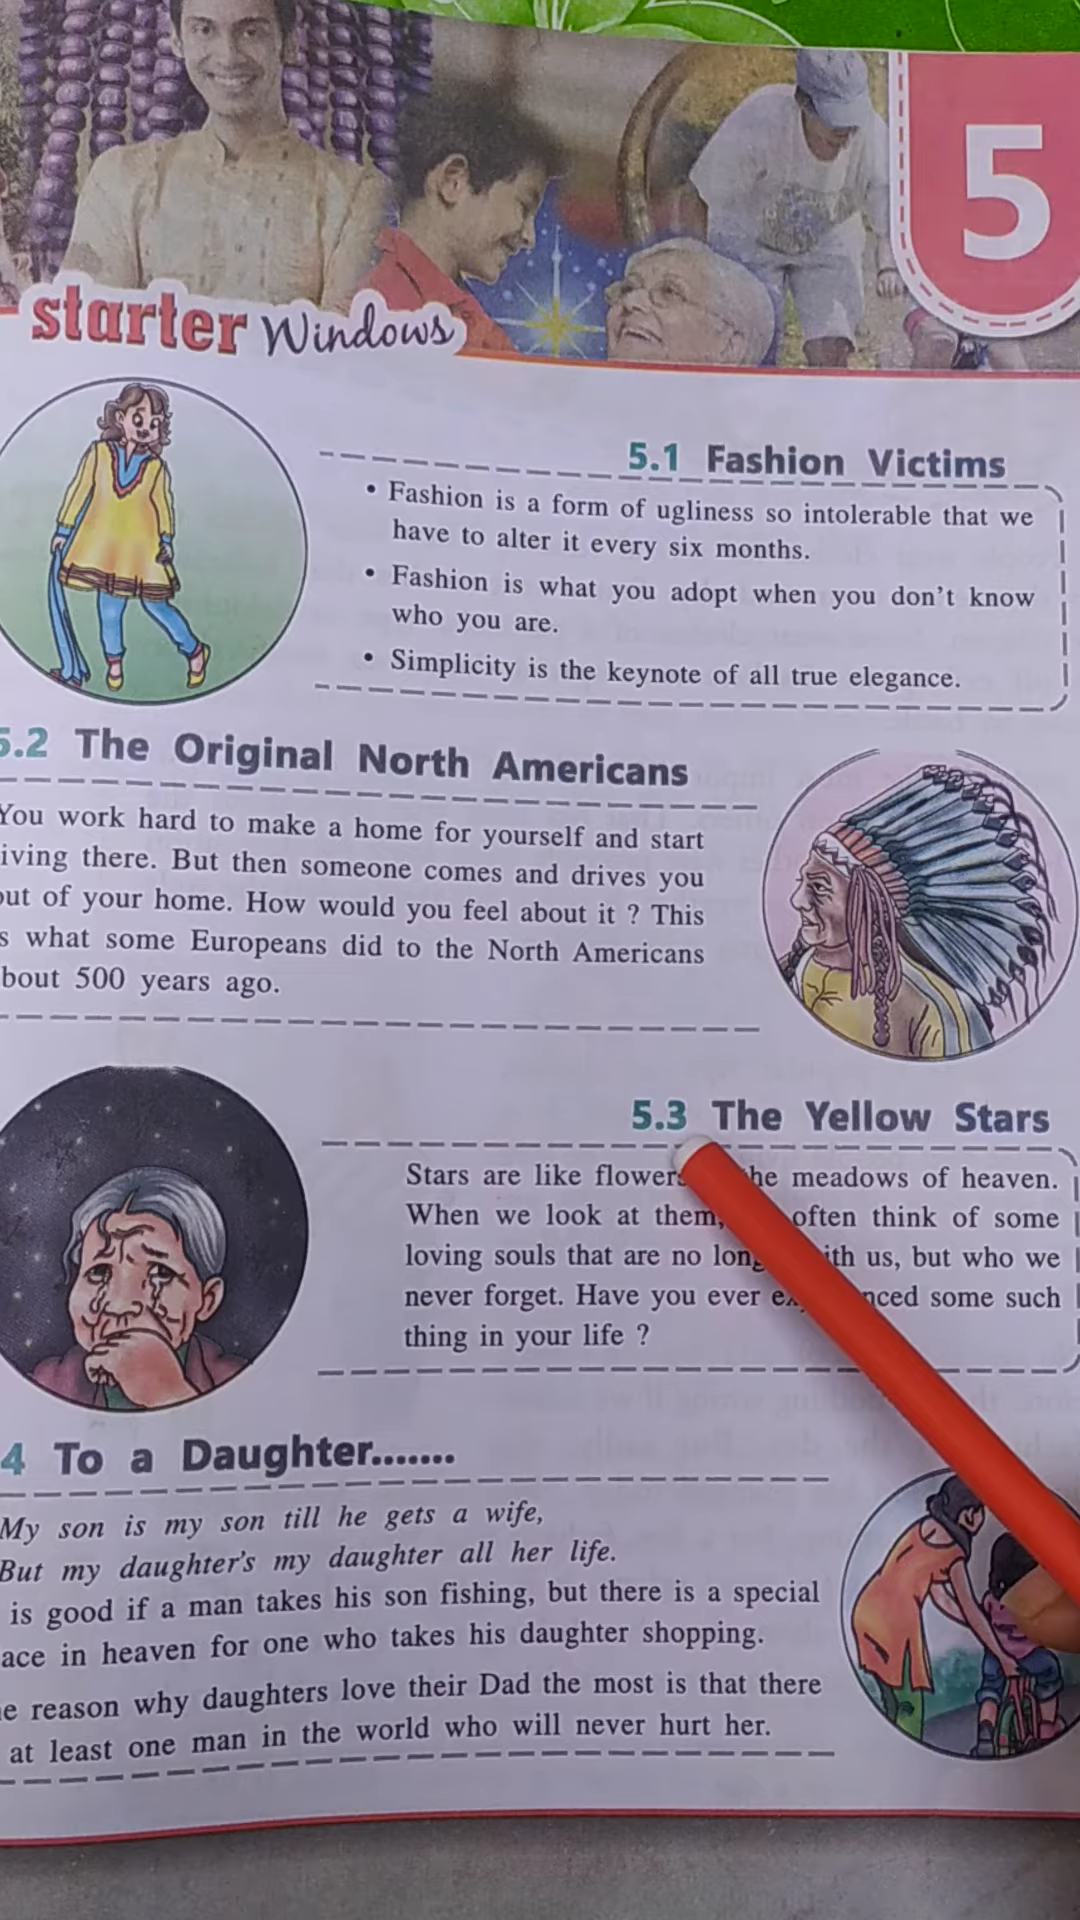 5
starter Windows
5.1 Fashion Victims
• Fashion is a form of ugliness so intolerable that we
have to alter it every six months.
• Fashion is what you adopt when you don't know
who you are.
• Simplicity is the keynote of all true elegance.
5.2 The Original North Americans
You work hard to make a home for yourself and start
iving there. But then someone comes and drives you
out of your home. How would you feel about it ? This
s what some Europeans did to the North Americans
bout 500 years ago.
5.3 The Yellow Stars
Stars are like flowers he meadows of heaven.
When we look at them, often think of some
loving souls that are no long ith us, but who we
never forget. Have you ever ex nced some such
thing in your life ?
4 To a Daughter.......
My son is my son till he gets a wife,
But my daughter's my daughter all her life.
is good if a man takes his son fishing, but there is a special
ace in heaven for one who takes his daughter shopping.
e reason why daughters love their Dad the most is that there
at least one man in the world who will never hurt her.